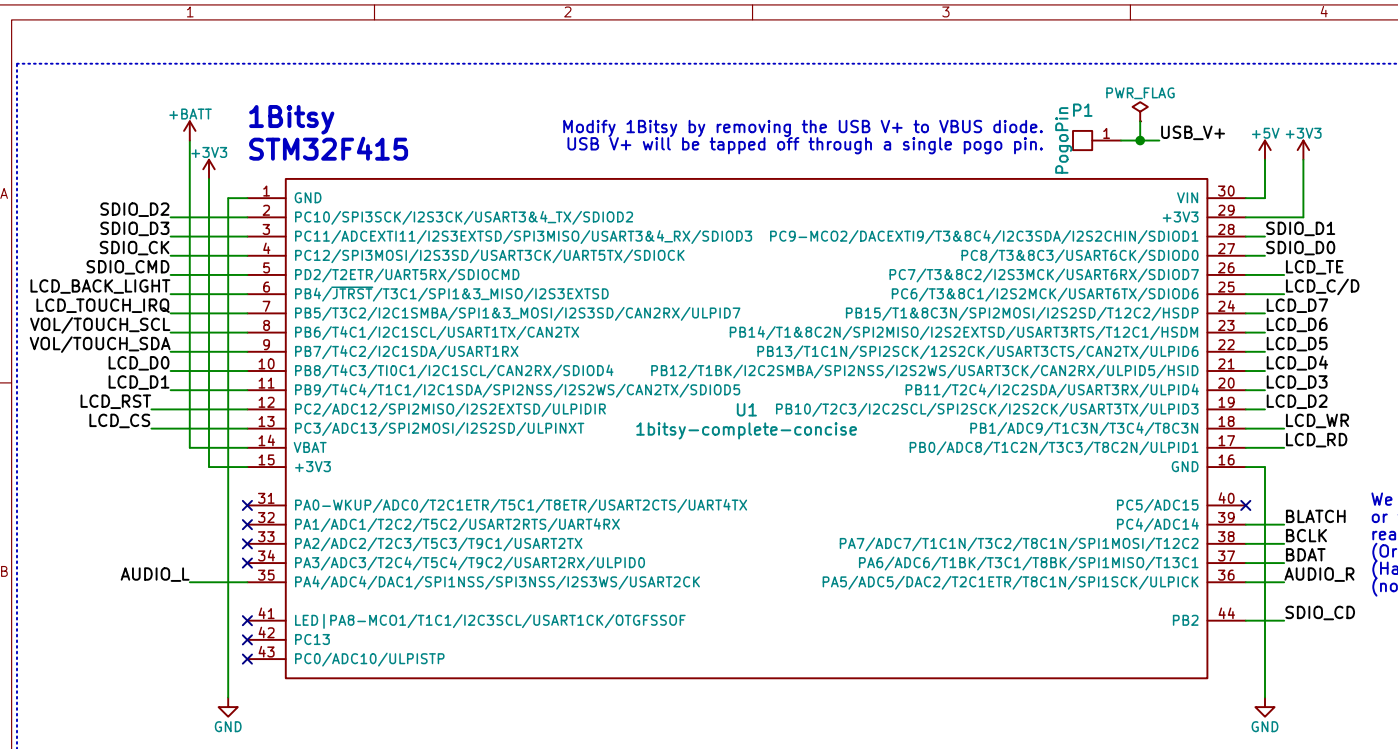 1 2 3 4
A
B
+BATT
+3V3
1Bitsy
STM32F415
Modify 1Bitsy by removing the USB V+ to VBUS diode.
USB V+ will be tapped off through a single pogo pin.
PogoPin
P1
1
PWR_FLAG
USB_V+
+5V +3V3
1 GND
SDIO_D2 2 PC10/SPI3SCK/I2S3CK/USART3&4_TX/SDIOD2
SDIO_D3 3 PC11/ADCEXTI11/I2S3EXTSD/SPI3MISO/USART3&4_RX/SDIOD3
SDIO_CK 4 PC12/SPI3MOSI/I2S3SD/USART3CK/UART5TX/SDIOCK
SDIO_CMD 5 PD2/T2ETR/UART5RX/SDIOCMD
LCD_BACK_LIGHT 6 PB4/JTRST/T3C1/SPI1&3_MISO/I2S3EXTSD
LCD_TOUCH_IRQ 7 PB5/T3C2/I2C1SMBA/SPI1&3_MOSI/I2S3SD/CAN2RX/ULPID7
VOL/TOUCH_SCL 8 PB6/T4C1/I2C1SCL/USART1TX/CAN2TX
VOL/TOUCH_SDA 9 PB7/T4C2/I2C1SDA/USART1RX
LCD_D0 10 PB8/T4C3/TI0C1/I2C1SCL/CAN2RX/SDIOD4
LCD_D1 11 PB9/T4C4/T1C1/I2C1SDA/SPI2NSS/I2S2WS/CAN2TX/SDIOD5
LCD_RST 12 PC2/ADC12/SPI2MISO/I2S2EXTSD/ULPIDIR
LCD_CS 13 PC3/ADC13/SPI2MOSI/I2S2SD/ULPINXT
14 VBAT
15 +3V3
31 PA0-WKUP/ADC0/T2C1ETR/T5C1/T8ETR/USART2CTS/UART4TX
32 PA1/ADC1/T2C2/T5C2/USART2RTS/UART4RX
33 PA2/ADC2/T2C3/T5C3/T9C1/USART2TX
34 PA3/ADC3/T2C4/T5C4/T9C2/USART2RX/ULPID0
AUDIO_L 35 PA4/ADC4/DAC1/SPI1NSS/SPI3NSS/I2S3WS/USART2CK
41 LED|PA8-MCO1/T1C1/I2C3SCL/USART1CK/OTGFSSOF
42 PC13
43 PC0/ADC10/ULPISTP
U1
1bitsy-complete-concise
VIN 30
+3V3 29
PC9-MCO2/DACEXTI9/T3&8C4/I2C3SDA/I2S2CHIN/SDIOD1 28 SDIO_D1
PC8/T3&8C3/USART6CK/SDIOD0 27 SDIO_D0
PC7/T3&8C2/I2S3MCK/USART6RX/SDIOD7 26 LCD_TE
PC6/T3&8C1/I2S2MCK/USART6TX/SDIOD6 25 LCD_C/D
PB15/T1&8C3N/SPI2MOSI/I2S2SD/T12C2/HSDP 24 LCD_D7
PB14/T1&8C2N/SPI2MISO/I2S2EXTSD/USART3RTS/T12C1/HSDM 23 LCD_D6
PB13/T1C1N/SPI2SCK/12S2CK/USART3CTS/CAN2TX/ULPID6 22 LCD_D5
PB12/T1BK/I2C2SMBA/SPI2NSS/I2S2WS/USART3CK/CAN2RX/ULPID5/HSID 21 LCD_D4
PB11/T2C4/I2C2SDA/USART3RX/ULPID4 20 LCD_D3
PB10/T2C3/I2C2SCL/SPI2SCK/I2S2CK/USART3TX/ULPID3 19 LCD_D2
PB1/ADC9/T1C3N/T3C4/T8C3N 18 LCD_WR
PB0/ADC8/T1C2N/T3C3/T8C2N/ULPID1 17 LCD_RD
GND 16
PC5/ADC15 40
PC4/ADC14 39 BLATCH
PA7/ADC7/T1C1N/T3C2/T8C1N/SPI1MOSI/T12C2 38 BCLK
PA6/ADC6/T1BK/T3C1/T8BK/SPI1MISO/T13C1 37 BDAT
PA5/ADC5/DAC2/T2C1ETR/T8C1N/SPI1SCK/ULPICK 36 AUDIO_R
PB2 44 SDIO_CD
We
or
rea
(Or
(Ha
(no
GND
GND